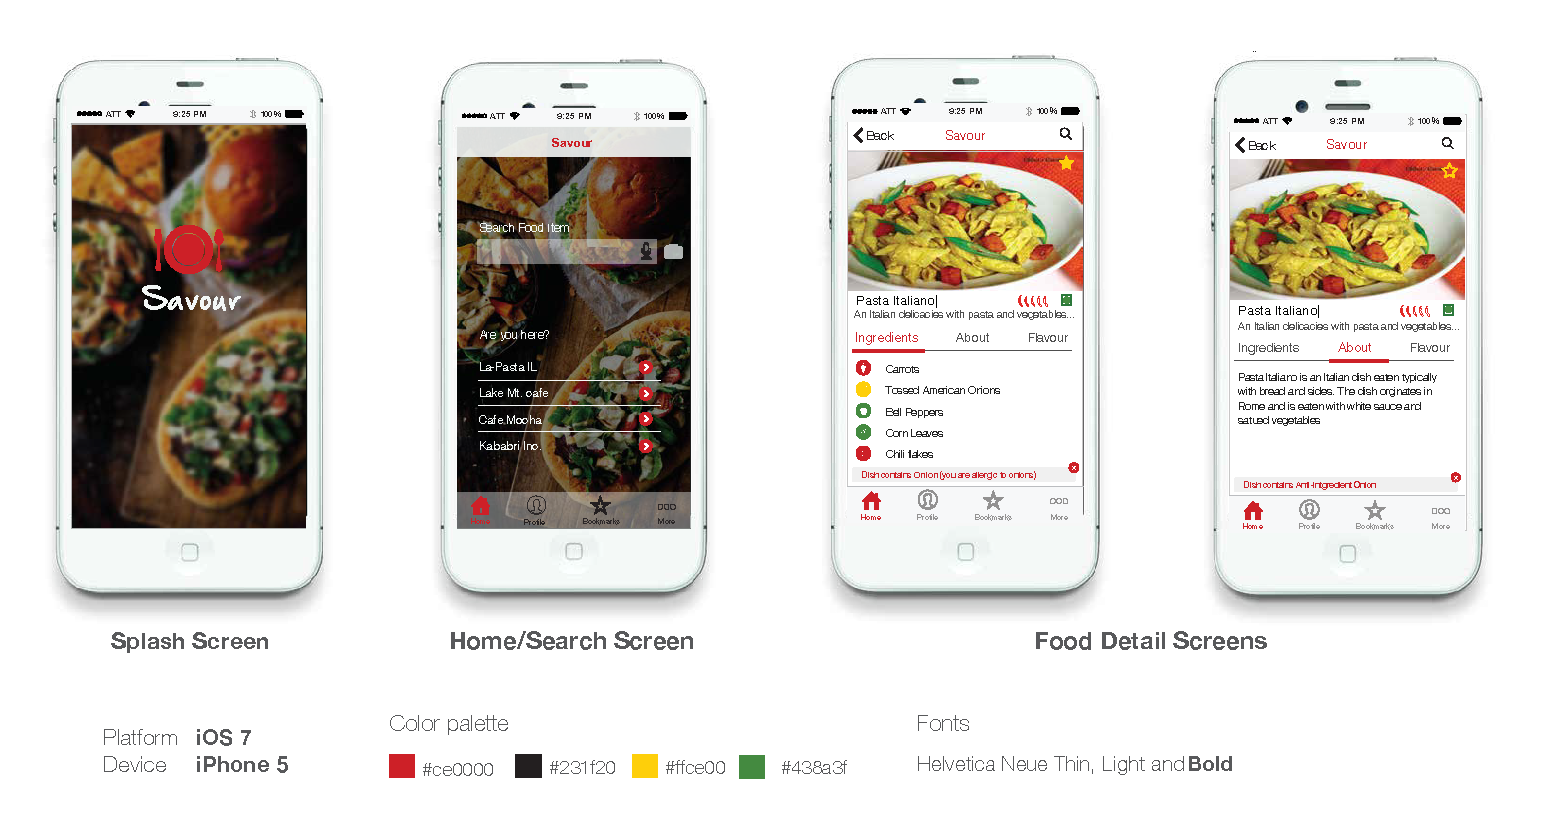 ATT 9:25 PM 100%
Savour
Splash Screen
ATT 9:25 PM 100%
Savour
Search Food Item
Are you here?
La-Pasta IL
Lake Mt. cafe
Cafe Mocha
Kababri Inc.
Home Profile Bookmarks More
Home/Search Screen
ATT 9:25 PM 100%
Back Savour
Pasta Italiano|
An Italian delicacies with pasta and vegetables...
Ingredients About Flavour
Carrots
Tossed American Onions
Bell Peppers
Corn Leaves
Chili flakes
Dish contains Onion (you are allergic to onions)
Home Profile Bookmarks More
ATT 9:25 PM 100%
Back Savour
Pasta Italiano|
An Italian delicacies with pasta and vegetables...
Ingredients About Flavour
Pasta Italiano is an Italian dish eaten typically
with bread and sides. The dish orginates in
Rome and is eaten with white sauce and
satued vegetables
Dish contains Anti-Intgredient Onion
Home Profile Bookmarks More
Food Detail Screens
Platform iOS 7
Device iPhone 5
Color palette
#ce0000 #231f20 #ffce00 #438a3f
Fonts
Helvetica Neue Thin, Light and Bold